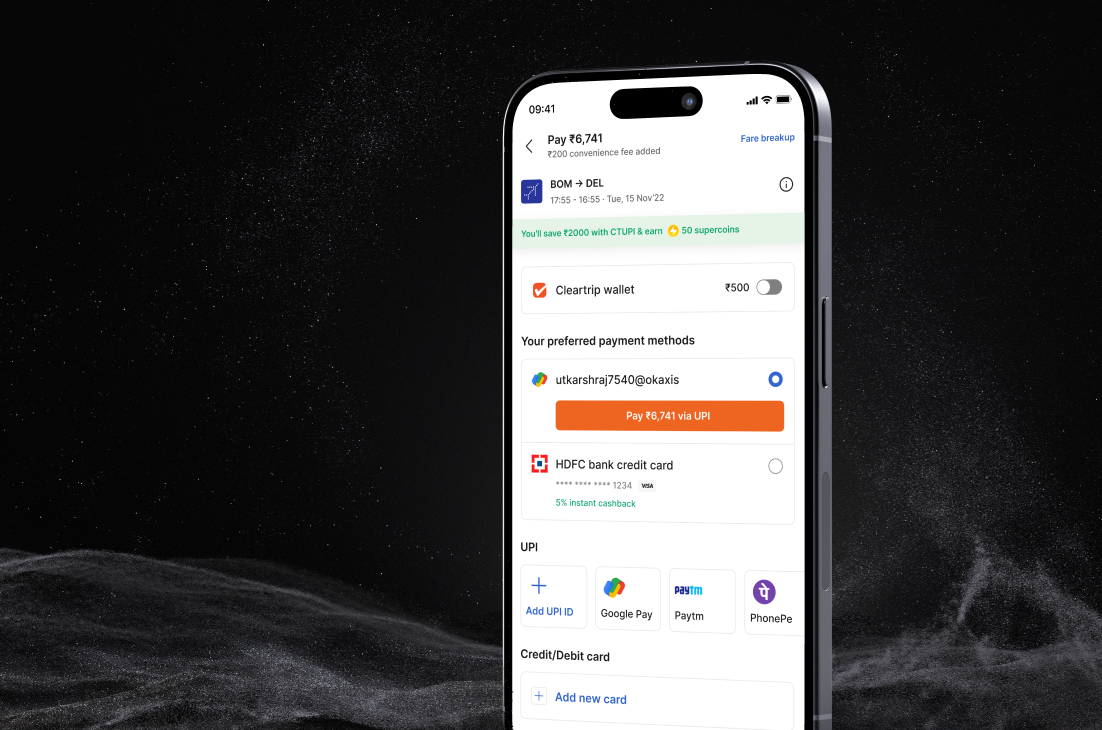 09:41
Pay ₹6,741
Fare breakup
₹200 convenience fee added
BOM → DEL
17:55 - 16:55 · Tue, 15 Nov'22
You'll save ₹2000 with CTUPI & earn 50 supercoins
Cleartrip wallet
₹500
Your preferred payment methods
utkarshraj7540@okaxis
Pay ₹6,741 via UPI
HDFC bank credit card
**** **** **** 1234 VISA
5% instant cashback
UPI
Add UPI ID
Google Pay
paytm
Paytm
पे
PhonePe
Credit/Debit card
Add new card